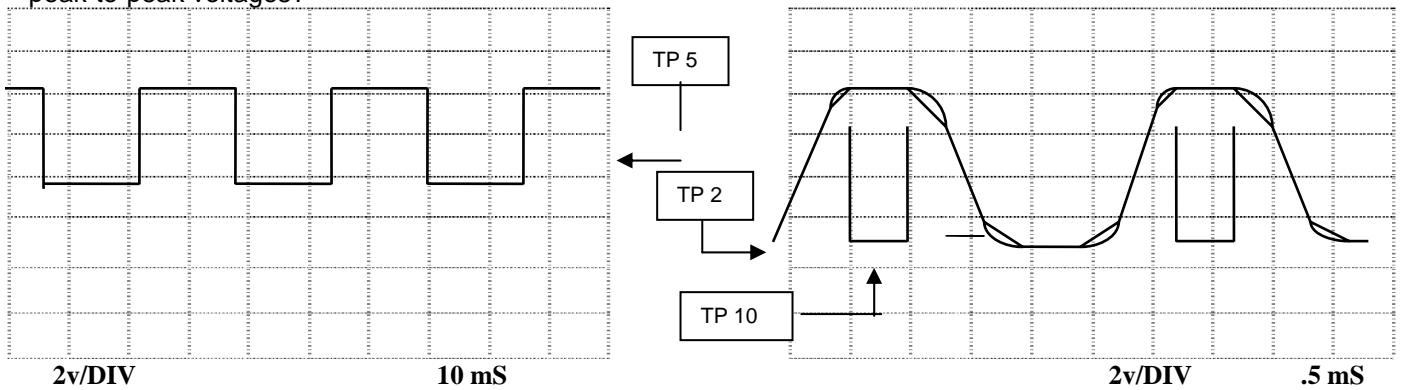 peak to peak voltages?
TP 5
TP 2
TP 10
2v/DIV 10 mS 2v/DIV .5 mS